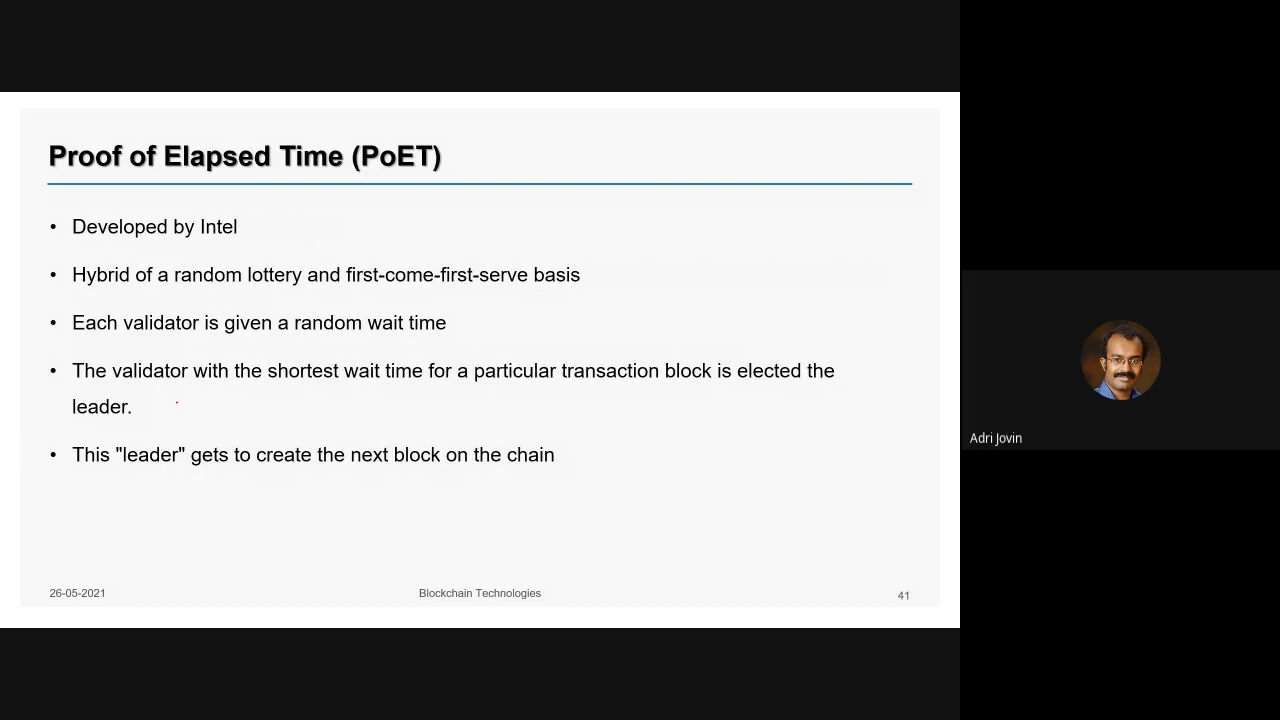 Proof of Elapsed Time (PoET)
• Developed by Intel
• Hybrid of a random lottery and first-come-first-serve basis
• Each validator is given a random wait time
• The validator with the shortest wait time for a particular transaction block is elected the
leader.
• This "leader" gets to create the next block on the chain
26-05-2021
Blockchain Technologies
41
Adri Jovin